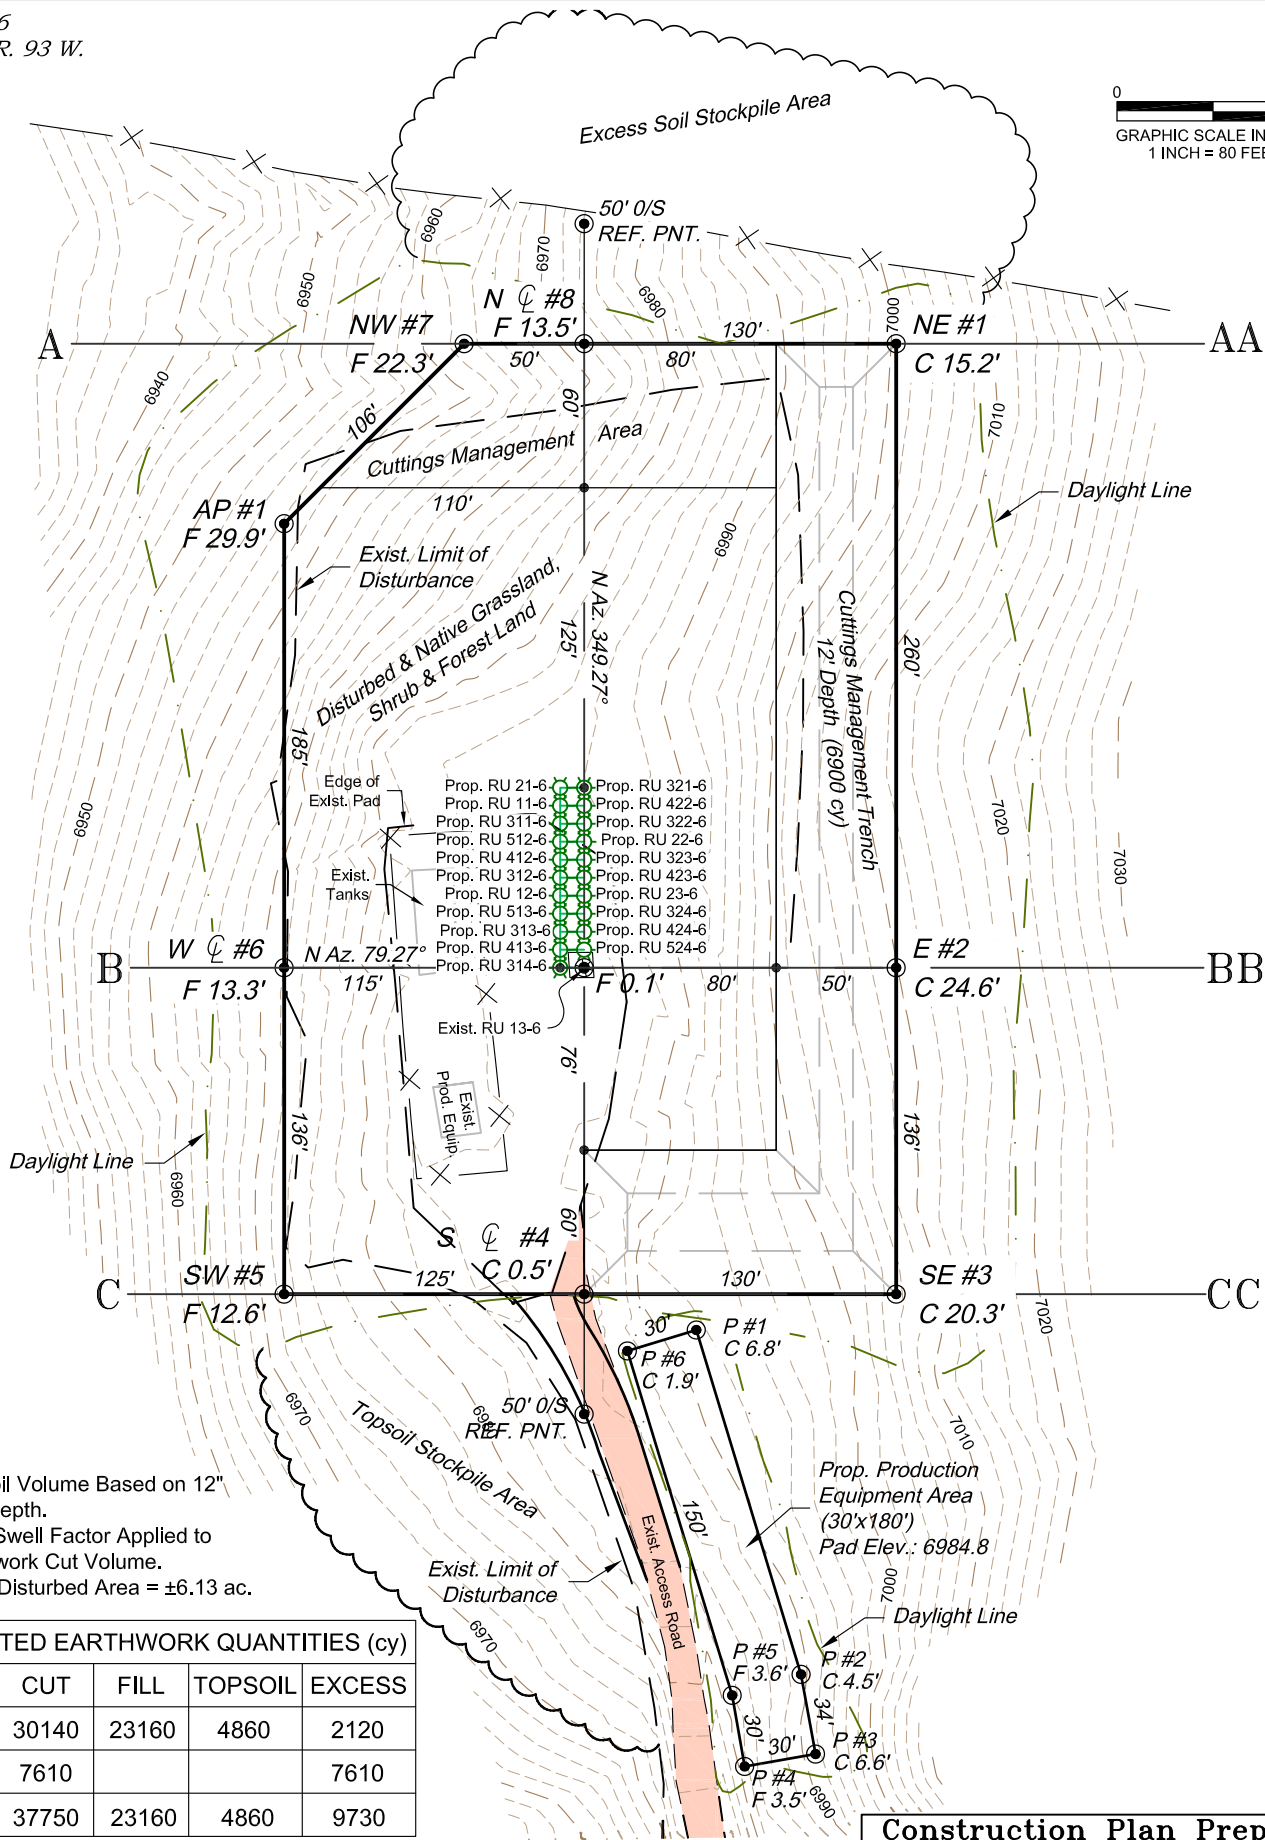 6
R. 93 W.
Excess Soil Stockpile Area
0
GRAPHIC SCALE IN
1 INCH = 80 FEE
50' O/S
REF. PNT.
6960
6970
6980
6950
7000
N ℄ #8
F 13.5'
NW #7
F 22.3'
130'
NE #1
C 15.2'
A
AA
50'
80'
6940
106'
60'
Cuttings Management Area
7010
110'
Daylight Line
AP #1
F 29.9'
Exist. Limit of
Disturbance
6990
Disturbed & Native Grassland,
Shrub & Forest Land
N Az. 349.27°
125'
Cuttings Management Trench
12' Depth (6900 cy)
260'
185'
Edge of
Exist. Pad
Prop. RU 21-6
Prop. RU 321-6
Prop. RU 11-6
Prop. RU 422-6
Prop. RU 311-6
Prop. RU 322-6
Prop. RU 512-6
Prop. RU 22-6
Prop. RU 412-6
Prop. RU 323-6
Prop. RU 312-6
Prop. RU 423-6
Prop. RU 12-6
Prop. RU 23-6
Prop. RU 513-6
Prop. RU 324-6
Prop. RU 313-6
Prop. RU 424-6
Prop. RU 413-6
Prop. RU 524-6
Prop. RU 314-6
6950
7020
7030
Exist.
Tanks
W ℄ #6
F 13.3'
N Az. 79.27°
E #2
C 24.6'
B
BB
115'
F 0.1'
80'
50'
Exist. RU 13-6
76'
Exist.
Prod. Equip.
136'
136'
Daylight Line
6960
60'
S ℄ #4
C 0.5'
SW #5
F 12.6'
125'
130'
SE #3
C 20.3'
C
CC
7020
30'
P #1
C 6.8'
P #6
C 1.9'
6970
50' O/S
REF. PNT.
Topsoil Stockpile Area
7010
150'
Prop. Production
Equipment Area
(30'x180')
Pad Elev.: 6984.8
oil Volume Based on 12"
epth.
Swell Factor Applied to
work Cut Volume.
Disturbed Area = ±6.13 ac.
Exist. Access Road
Exist. Limit of
Disturbance
7000
Daylight Line
6970
P #5
F 3.6'
P #2
C 4.5'
34'
30'
30'
P #3
C 6.6'
P #4
F 3.5'
6990
TED EARTHWORK QUANTITIES (cy)
CUT FILL TOPSOIL EXCESS
30140 23160 4860 2120
7610 7610
37750 23160 4860 9730
Construction Plan Prep